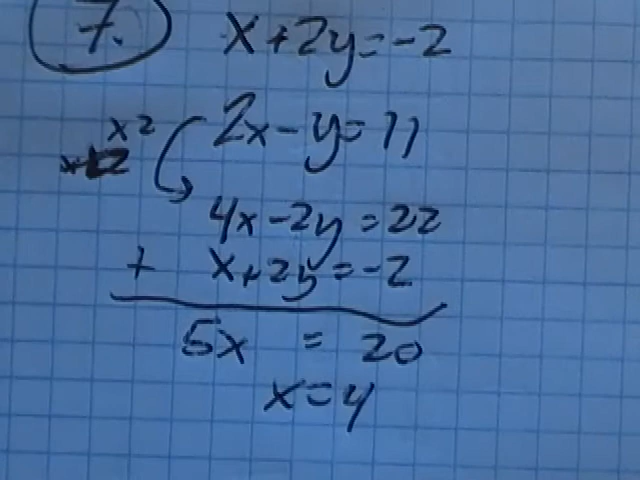 7. x+2y=-2
x2 2x-y=11
4x-2y=22
+ x+2y=-2
5x = 20
x=4